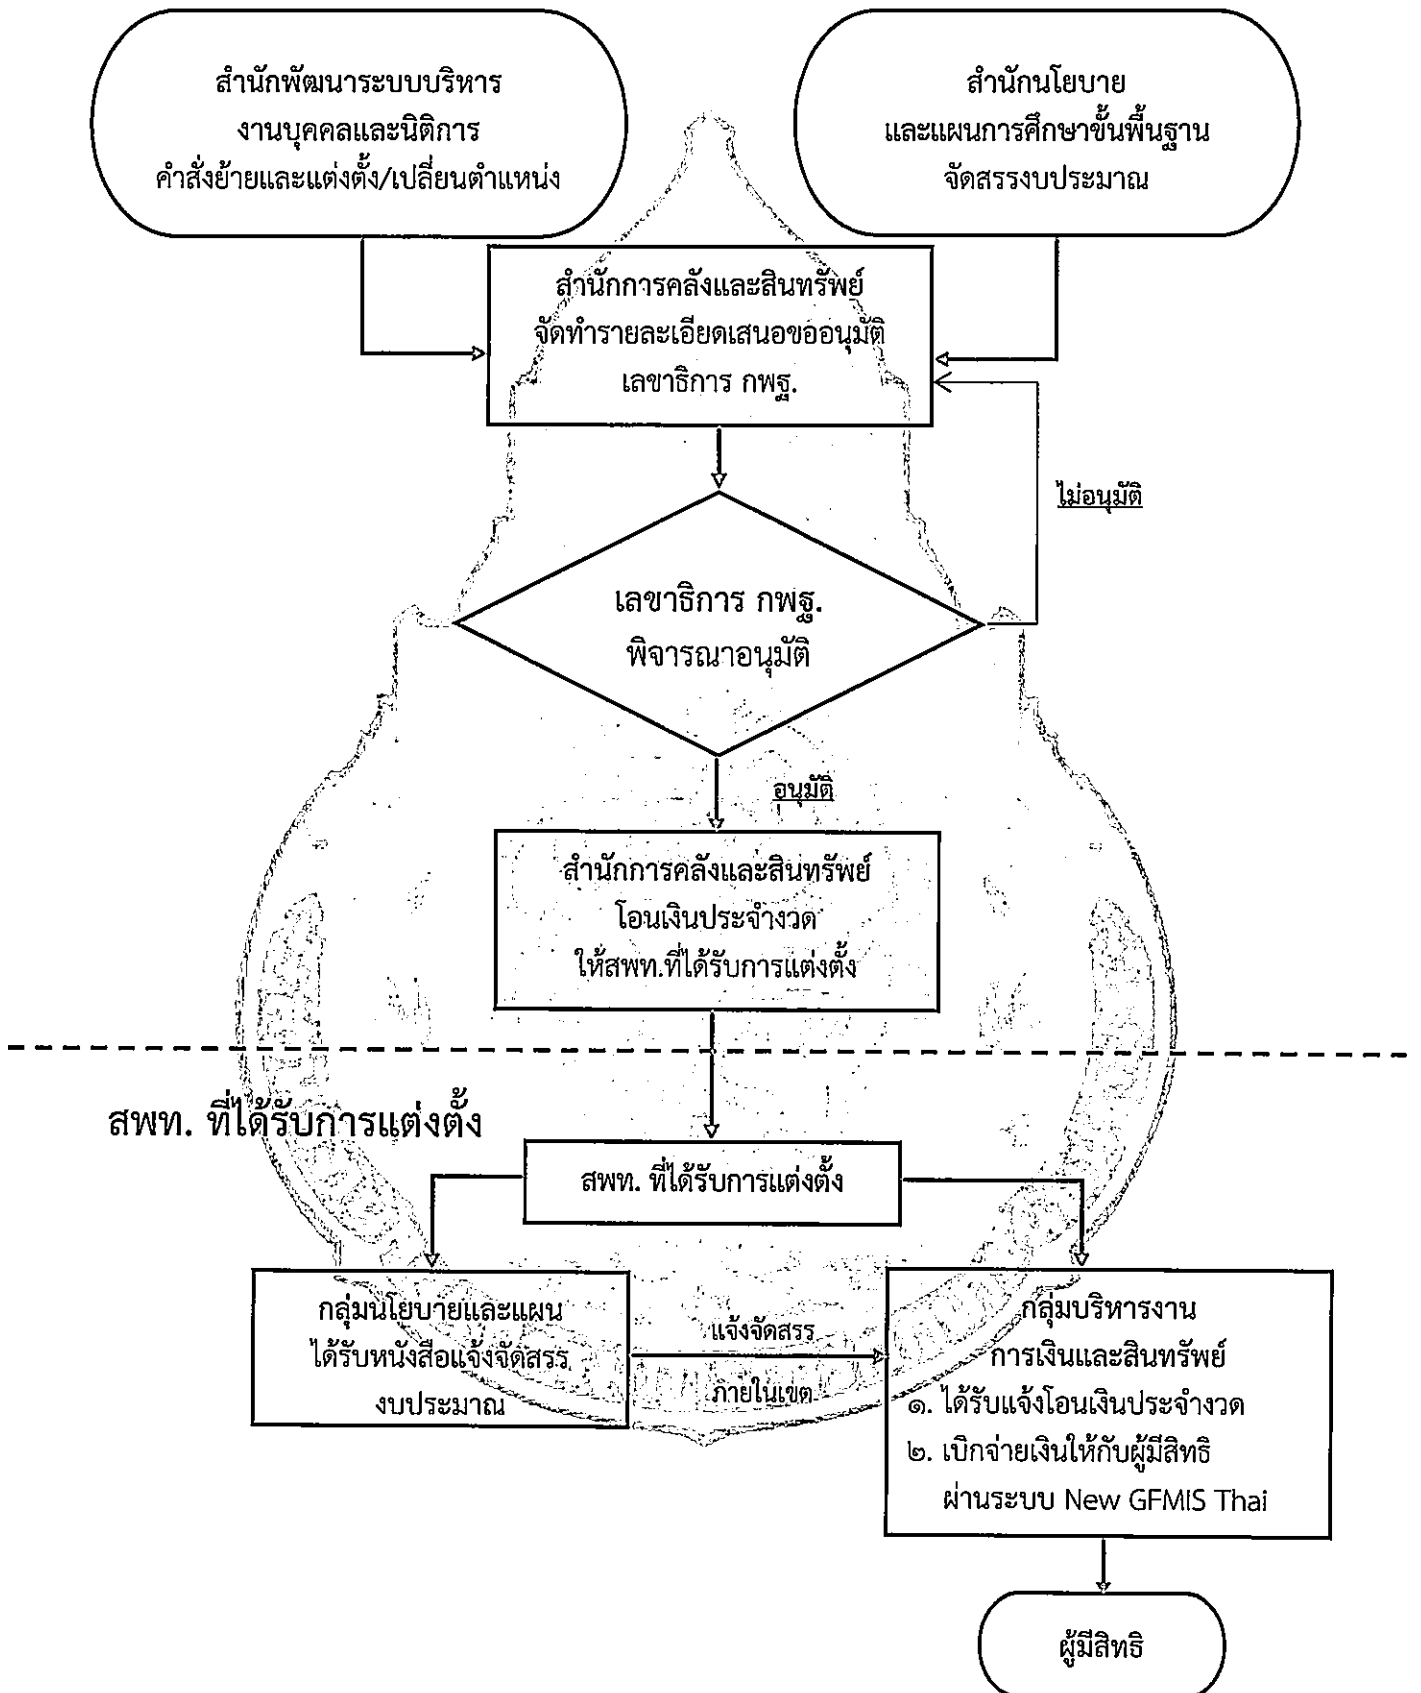 สำนักพัฒนาระบบบริหาร
งานบุคคลและนิติการ
คำสั่งย้ายและแต่งตั้ง/เปลี่ยนตำแหน่ง
สำนักนโยบาย
และแผนการศึกษาขั้นพื้นฐาน
จัดสรรงบประมาณ
สำนักการคลังและสินทรัพย์
จัดทำรายละเอียดเสนอขออนุมัติ
เลขาธิการ กพฐ.
ไม่อนุมัติ
เลขาธิการ กพฐ.
พิจารณาอนุมัติ
อนุมัติ
สำนักการคลังและสินทรัพย์
โอนเงินประจำงวด
ให้สพท.ที่ได้รับการแต่งตั้ง
สพท. ที่ได้รับการแต่งตั้ง
สพท. ที่ได้รับการแต่งตั้ง
กลุ่มนโยบายและแผน
ได้รับหนังสือแจ้งจัดสรร
งบประมาณ
แจ้งจัดสรร
ภายในเขต
กลุ่มบริหารงาน
การเงินและสินทรัพย์
๑. ได้รับแจ้งโอนเงินประจำงวด
๒. เบิกจ่ายเงินให้กับผู้มีสิทธิ
ผ่านระบบ New GFMIS Thai
ผู้มีสิทธิ